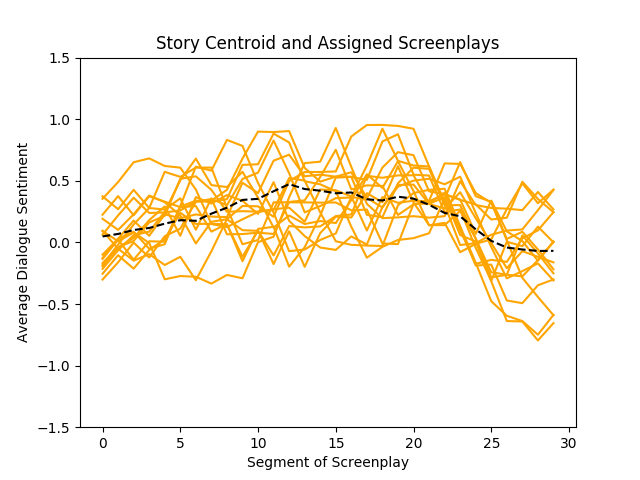 Story Centroid and Assigned Screenplays
Average Dialogue Sentiment
1.5
1.0
0.5
0.0
−0.5
−1.0
−1.5
0 5 10 15 20 25 30
Segment of Screenplay